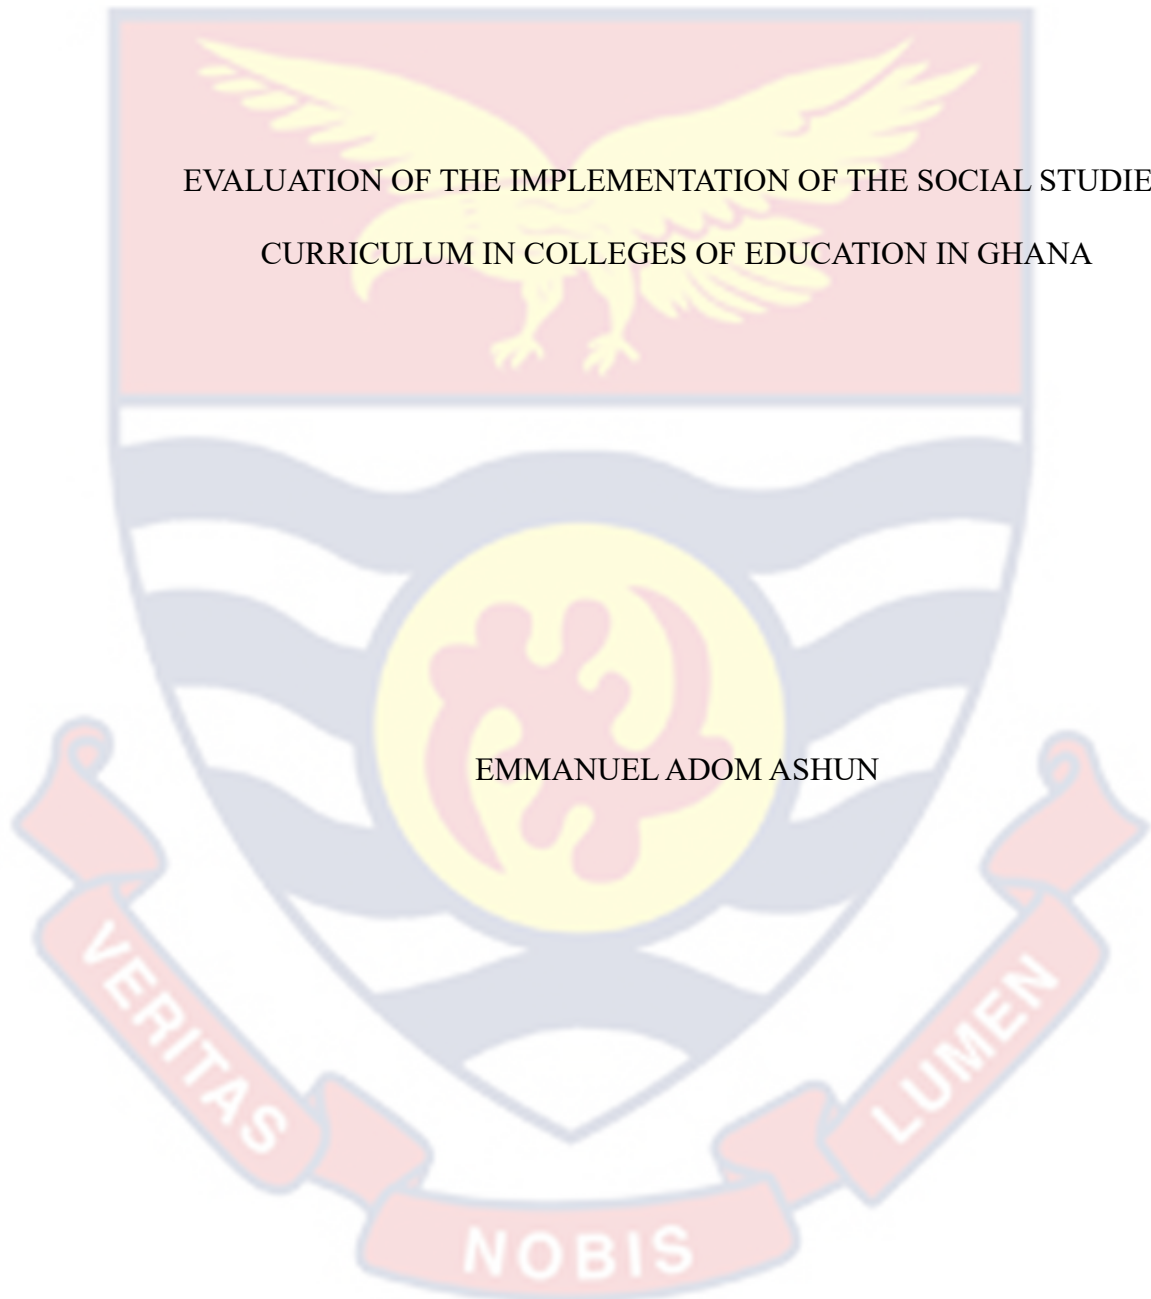 EVALUATION OF THE IMPLEMENTATION OF THE SOCIAL STUDIE
CURRICULUM IN COLLEGES OF EDUCATION IN GHANA
EMMANUEL ADOM ASHUN
VERITAS
NOBIS
LUMEN